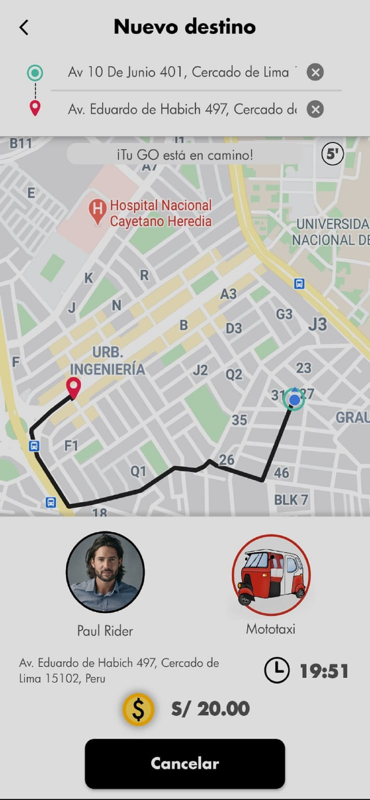 Nuevo destino
Av 10 De Junio 401, Cercado de Lima
Av. Eduardo de Habich 497, Cercado de
B11
¡Tu GO está en camino!
5'
A7
E
Hospital Nacional
Cayetano Heredia
J
UNIVERSIDA
NACIONAL DE
K
R
J
N
A3
G3
B
D3
J3
F
URB.
INGENIERÍA
J2
Q2
23
31
27
35
GRAU
F1
26
Q1
46
BLK 7
18
Paul Rider
Mototaxi
Av. Eduardo de Habich 497, Cercado de
Lima 15102, Peru
19:51
$
S/ 20.00
Cancelar